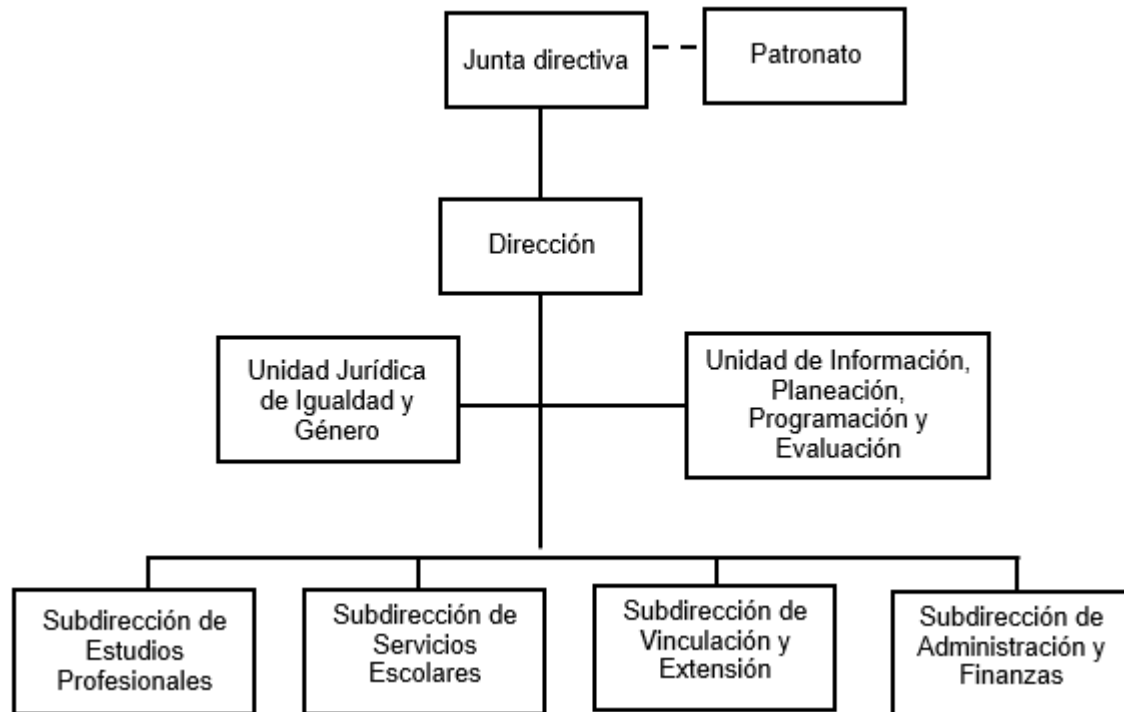 Junta directiva
Patronato
Dirección
Unidad Jurídica
de Igualdad y
Género
Unidad de Información,
Planeación,
Programación y
Evaluación
Subdirección de
Estudios
Profesionales
Subdirección de
Servicios
Escolares
Subdirección de
Vinculación y
Extensión
Subdirección de
Administración y
Finanzas